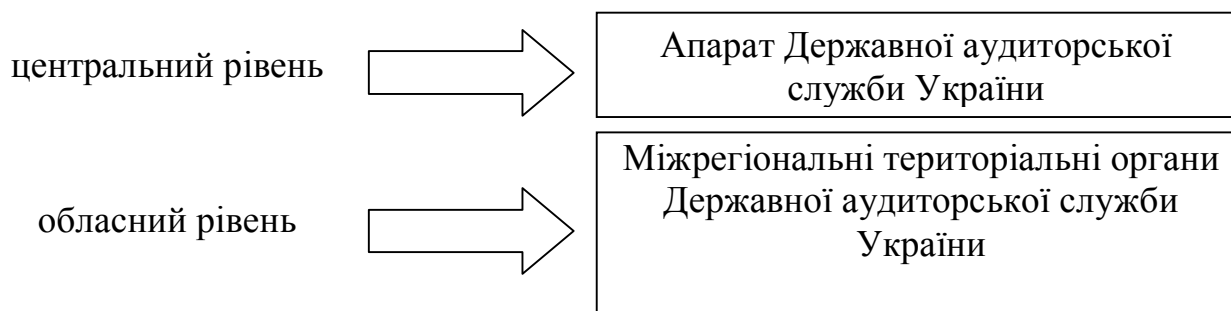 центральний рівень
Апарат Державної аудиторської
служби України
обласний рівень
Міжрегіональні територіальні органи
Державної аудиторської служби
України